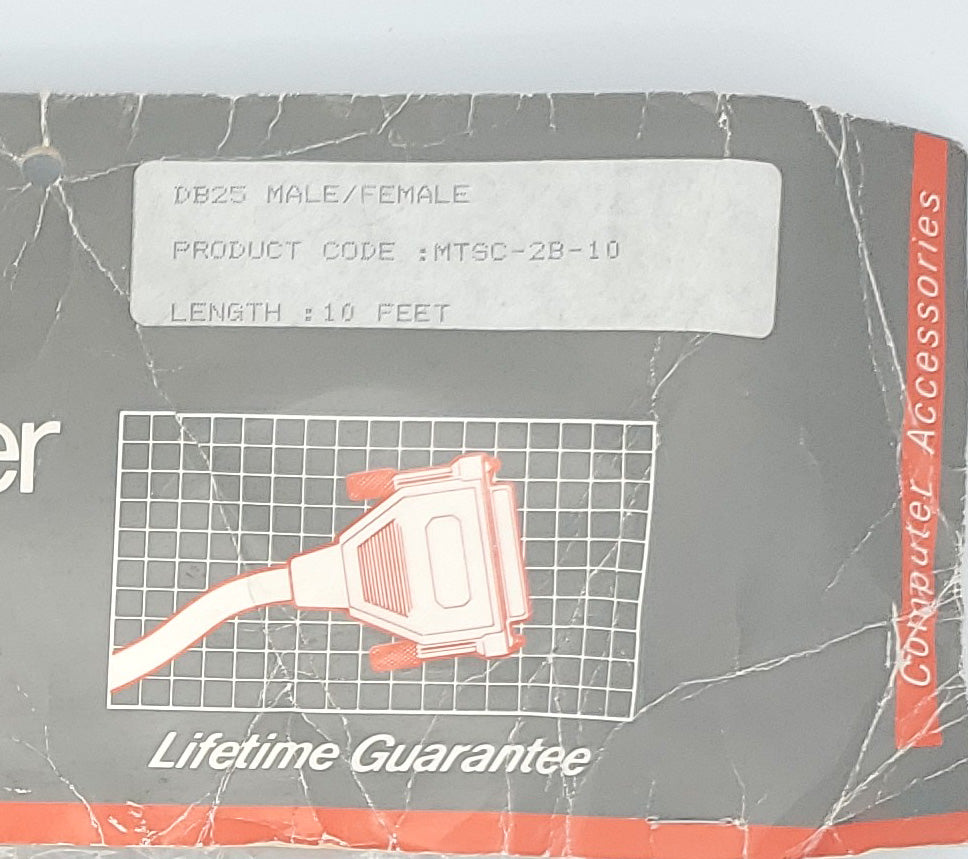 DB25 MALE/FEMALE
PRODUCT CODE :MTSC-2B-10
LENGTH :10 FEET
er
Lifetime Guarantee
Computer Accessories